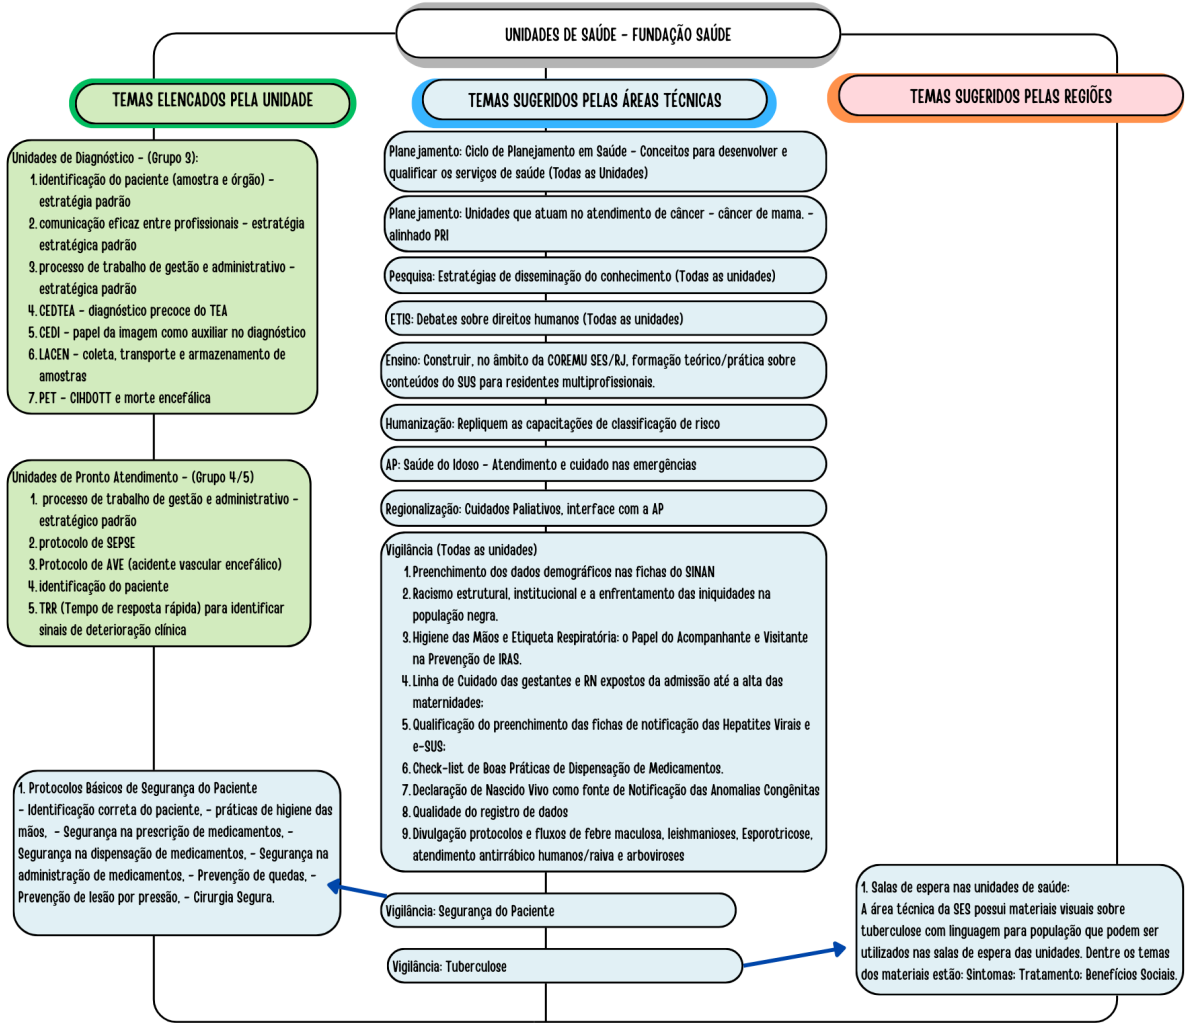 UNIDADES DE SAÚDE - FUNDAÇÃO SAÚDE
TEMAS ELENCADOS PELA UNIDADE
Unidades de Diagnóstico - (Grupo 3):
1. identificação do paciente (amostra e órgão) -
estratégia padrão
2. comunicação eficaz entre profissionais - estratégia
estratégica padrão
3. processo de trabalho de gestão e administrativo -
estratégica padrão
4. CEDTEA - diagnóstico precoce do TEA
5. CEDI - papel da imagem como auxiliar no diagnóstico
6. LACEN - coleta, transporte e armazenamento de
amostras
7. PET - CIHDOTT e morte encefálica
Unidades de Pronto Atendimento - (Grupo 4/5)
1. processo de trabalho de gestão e administrativo -
estratégico padrão
2. protocolo de SEPSE
3. Protocolo de AVE (acidente vascular encefálico)
4. identificação do paciente
5. TRR (Tempo de resposta rápida) para identificar
sinais de deterioração clínica
1. Protocolos Básicos de Segurança do Paciente
- Identificação correta do paciente, - práticas de higiene das
mãos, - Segurança na prescrição de medicamentos, -
Segurança na dispensação de medicamentos, - Segurança na
administração de medicamentos, - Prevenção de quedas, -
Prevenção de lesão por pressão, - Cirurgia Segura.
TEMAS SUGERIDOS PELAS ÁREAS TÉCNICAS
Planejamento: Ciclo de Planejamento em Saúde - Conceitos para desenvolver e
qualificar os serviços de saúde (Todas as Unidades)
Planejamento: Unidades que atuam no atendimento de câncer - câncer de mama. -
alinhado PRI
Pesquisa: Estratégias de disseminação do conhecimento (Todas as unidades)
ETIS: Debates sobre direitos humanos (Todas as unidades)
Ensino: Construir, no âmbito da COREMU SES/RJ, formação teórico/prática sobre
conteúdos do SUS para residentes multiprofissionais.
Humanização: Repliquem as capacitações de classificação de risco
AP: Saúde do Idoso - Atendimento e cuidado nas emergências
Regionalização: Cuidados Paliativos, interface com a AP
Vigilância (Todas as unidades)
1. Preenchimento dos dados demográficos nas fichas do SINAN
2. Racismo estrutural, institucional e a enfrentamento das iniquidades na
população negra.
3. Higiene das Mãos e Etiqueta Respiratória: o Papel do Acompanhante e Visitante
na Prevenção de IRAS.
4. Linha de Cuidado das gestantes e RN expostos da admissão até a alta das
maternidades;
5. Qualificação do preenchimento das fichas de notificação das Hepatites Virais e
e-SUS;
6. Check-list de Boas Práticas de Dispensação de Medicamentos.
7. Declaração de Nascido Vivo como fonte de Notificação das Anomalias Congênitas
8. Qualidade do registro de dados
9. Divulgação protocolos e fluxos de febre maculosa, leishmanioses, Esporotricose,
atendimento antirrábico humanos/raiva e arboviroses
Vigilância: Segurança do Paciente
Vigilância: Tuberculose
TEMAS SUGERIDOS PELAS REGIÕES
1. Salas de espera nas unidades de saúde:
A área técnica da SES possui materiais visuais sobre
tuberculose com linguagem para população que podem ser
utilizados nas salas de espera das unidades. Dentre os temas
dos materiais estão: Sintomas; Tratamento; Benefícios Sociais.